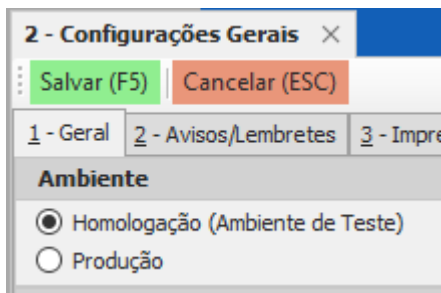 2 - Configurações Gerais ×
Salvar (F5) Cancelar (ESC)
1 - Geral 2 - Avisos/Lembretes 3 - Impre
Ambiente
Homologação (Ambiente de Teste)
Produção